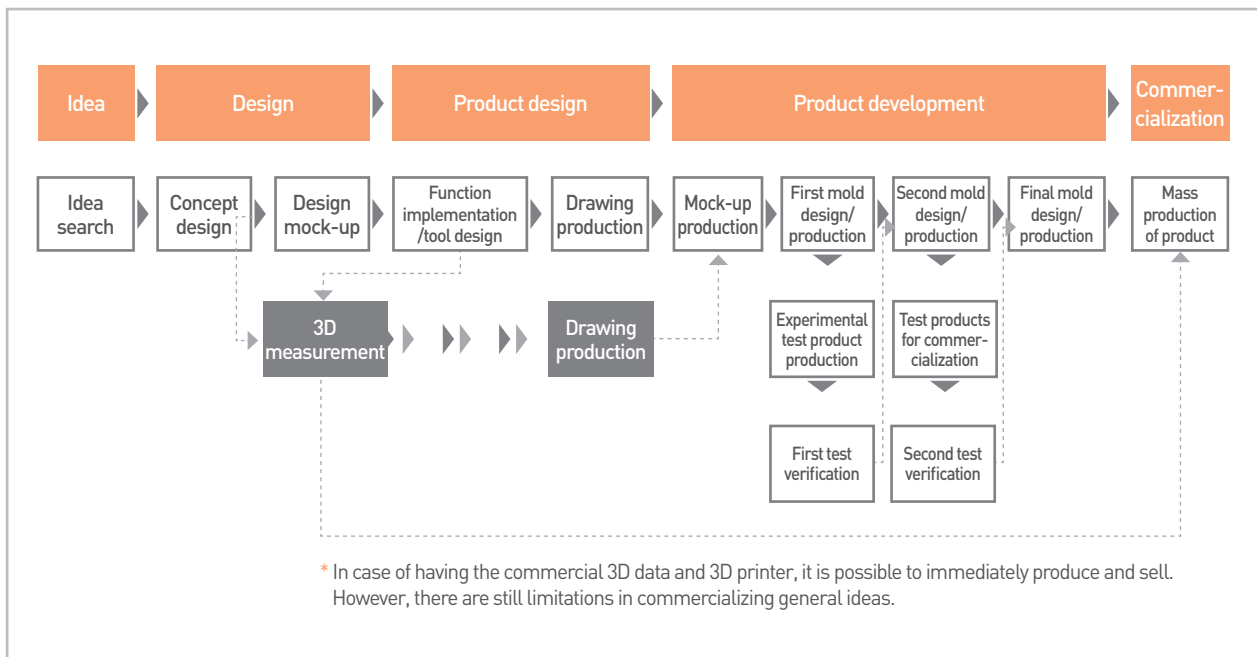 Idea
Design
Product design
Product development
Commer-
cialization
Idea
search
Concept
design
Design
mock-up
Function
implementation
/tool design
Drawing
production
Mock-up
production
First mold
design/
production
Second mold
design/
production
Final mold
design/
production
Mass
production
of product
3D
measurement
Drawing
production
Experimental
test product
production
Test products
for commer-
cialization
First test
verification
Second test
verification
* In case of having the commercial 3D data and 3D printer, it is possible to immediately produce and sell.
However, there are still limitations in commercializing general ideas.